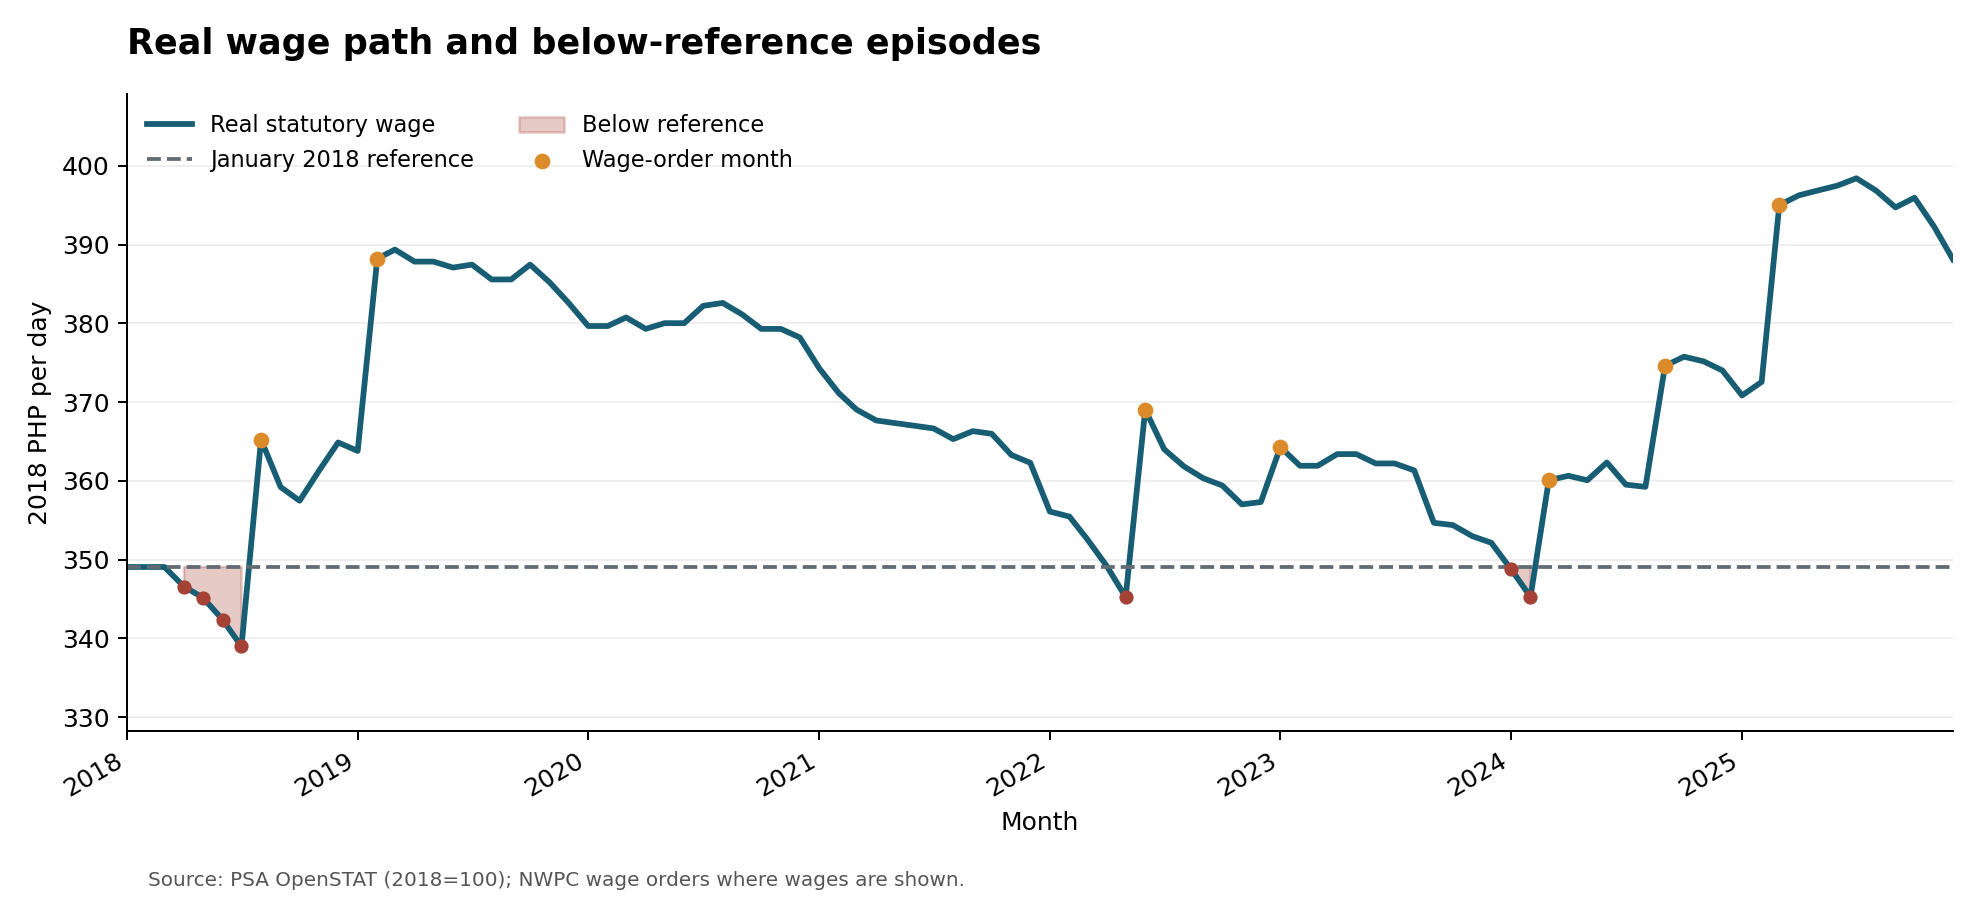 Real wage path and below-reference episodes
Real statutory wage
January 2018 reference
Below reference
Wage-order month
2018 PHP per day
400
390
380
370
360
350
340
330
2018
2019
2020
2021
2022
2023
2024
2025
Month
Source: PSA OpenSTAT (2018=100); NWPC wage orders where wages are shown.